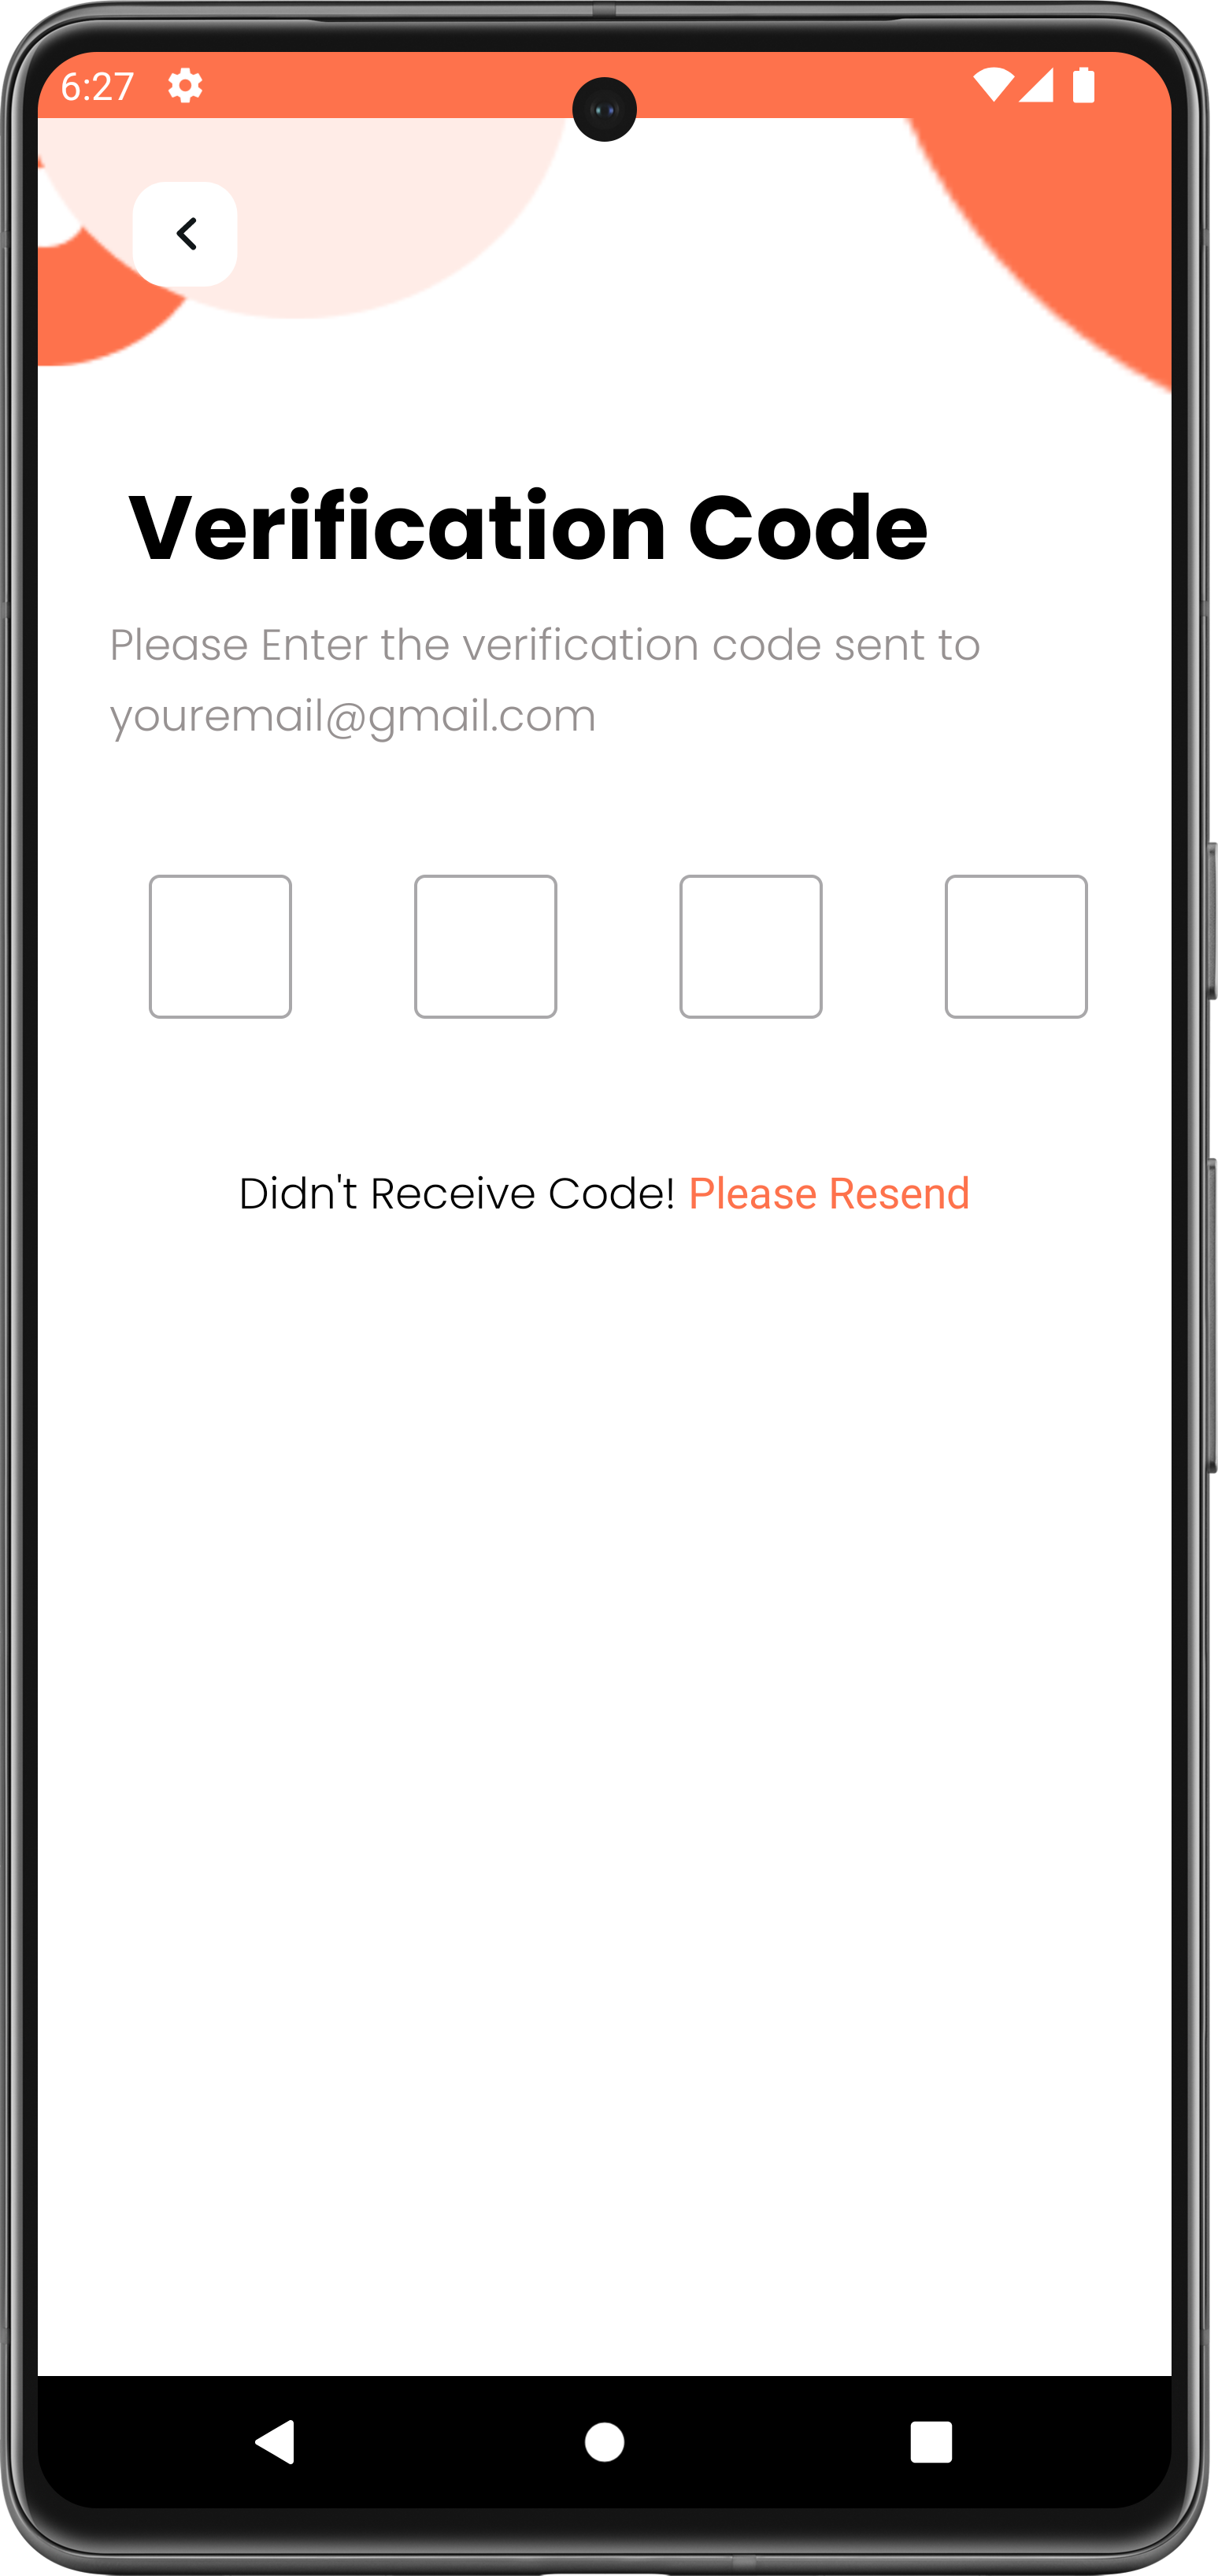 6:27
Verification Code
Please Enter the verification code sent to
youremail@gmail.com
Didn't Receive Code! Please Resend